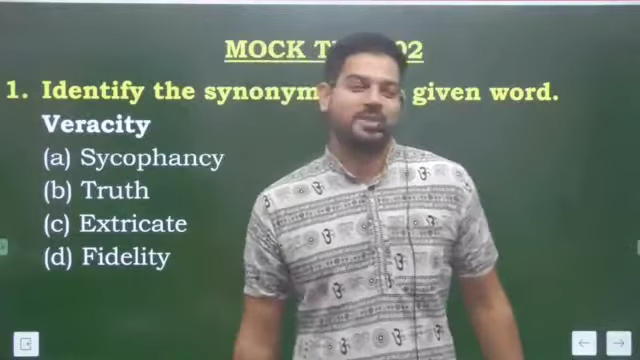 MOCK T 02
1. Identify the synonym given word.
Veracity
(a) Sycophancy
(b) Truth
(c) Extricate
(d) Fidelity